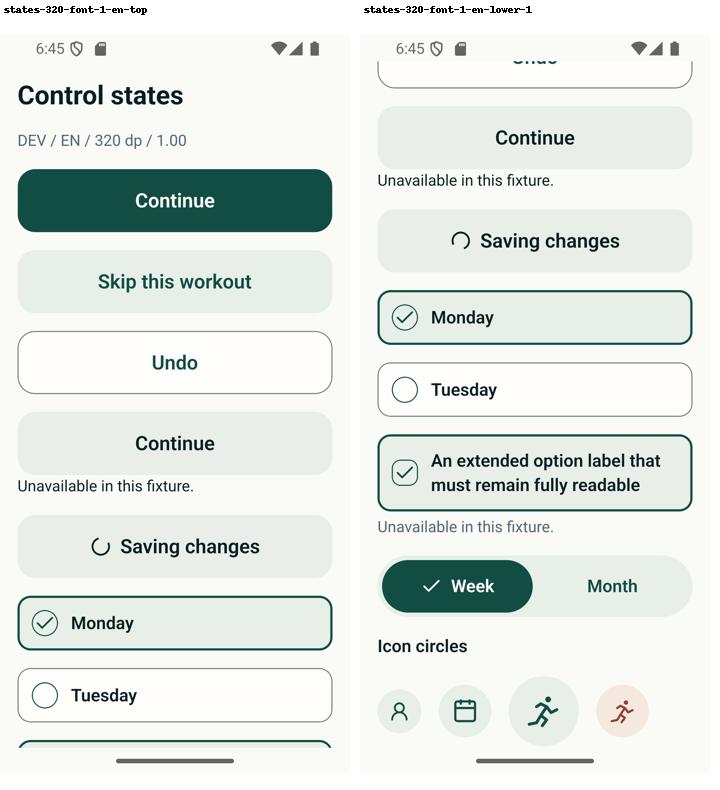 states-320-font-1-en-top
6:45
Control states
DEV / EN / 320 dp / 1.00
Continue
Skip this workout
Undo
Continue
Unavailable in this fixture.
Saving changes
Monday
Tuesday
states-320-font-1-en-lower-1
6:45
Undo
Continue
Unavailable in this fixture.
Saving changes
Monday
Tuesday
An extended option label that
must remain fully readable
Unavailable in this fixture.
Week
Month
Icon circles